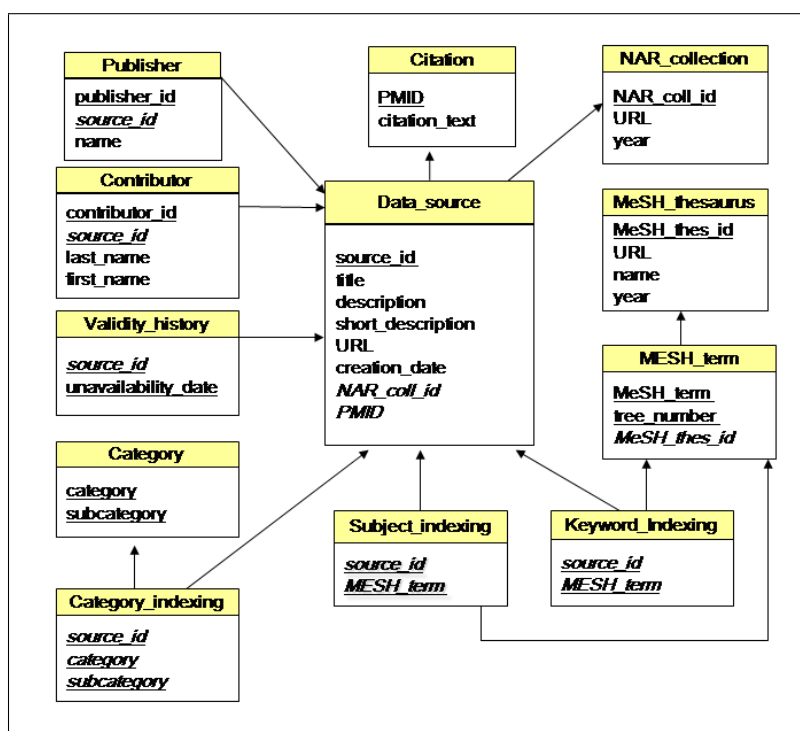 Publisher
publisher_id
source_id
name
Citation
PMID
citation_text
NAR_collection
NAR_coll_id
URL
year
Contributor
contributor_id
source_id
last_name
first_name
Data_source
source_id
title
description
short_description
URL
creation_date
NAR_coll_id
PMID
MeSH_thesaurus
MeSH_thes_id
URL
name
year
Validity_history
source_id
unavailability_date
MESH_term
MeSH_term
tree_number
MeSH_thes_id
Category
category
subcategory
Subject_indexing
source_id
MESH_term
Keyword_Indexing
source_id
MESH_term
Category_indexing
source_id
category
subcategory